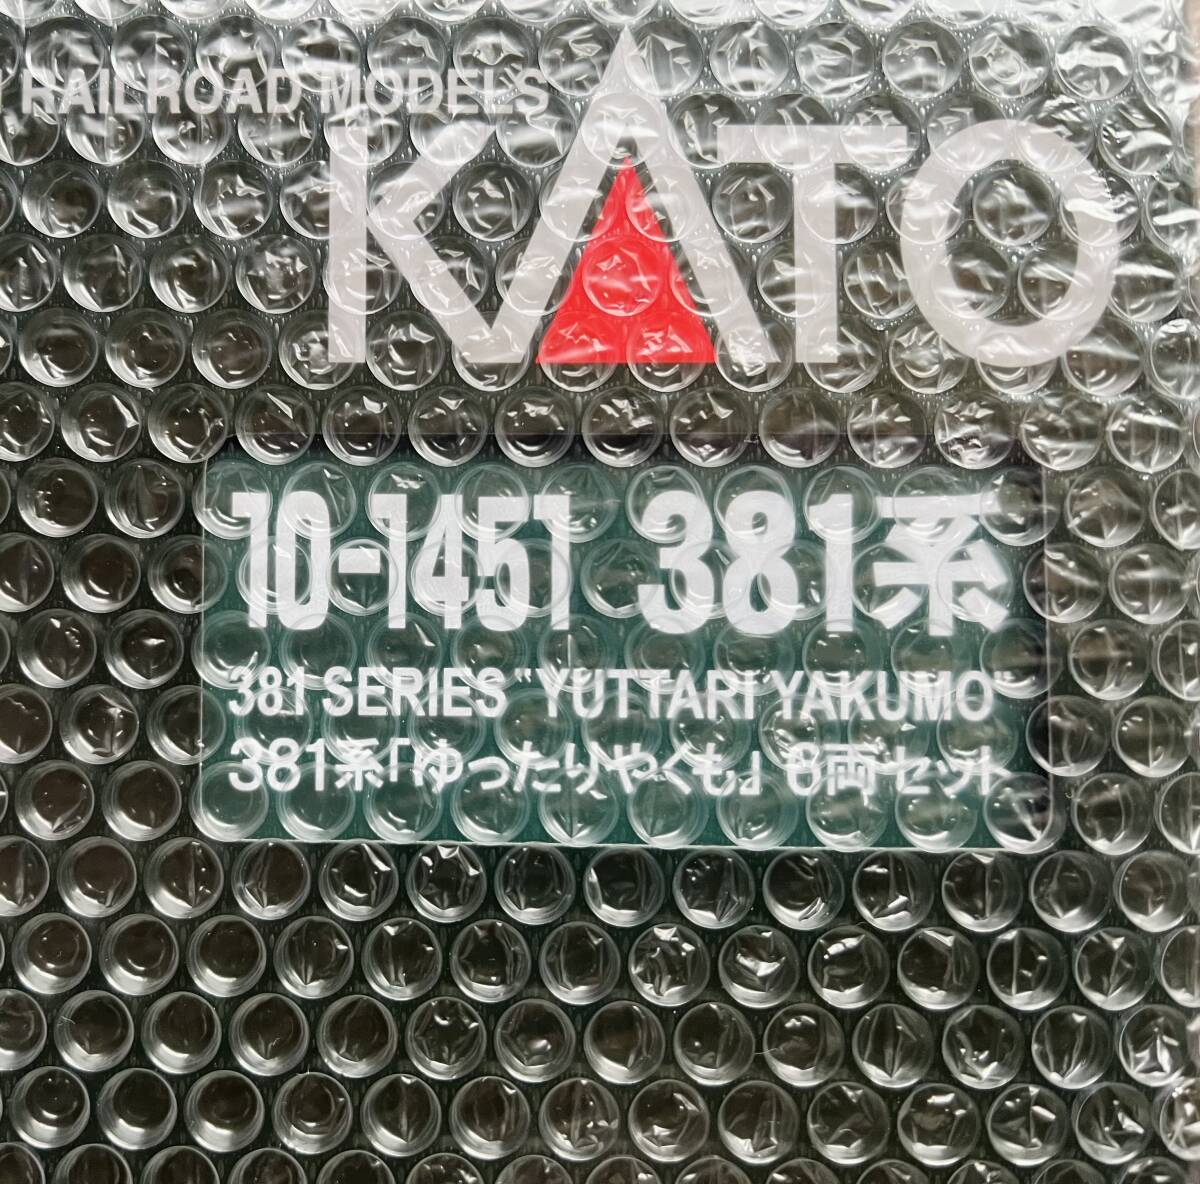 RAILROAD MODELS
KATO
10-1451 381系
381 SERIES "YUTTARI YAKUMO"
381系「ゆったりやくも」 6両セット